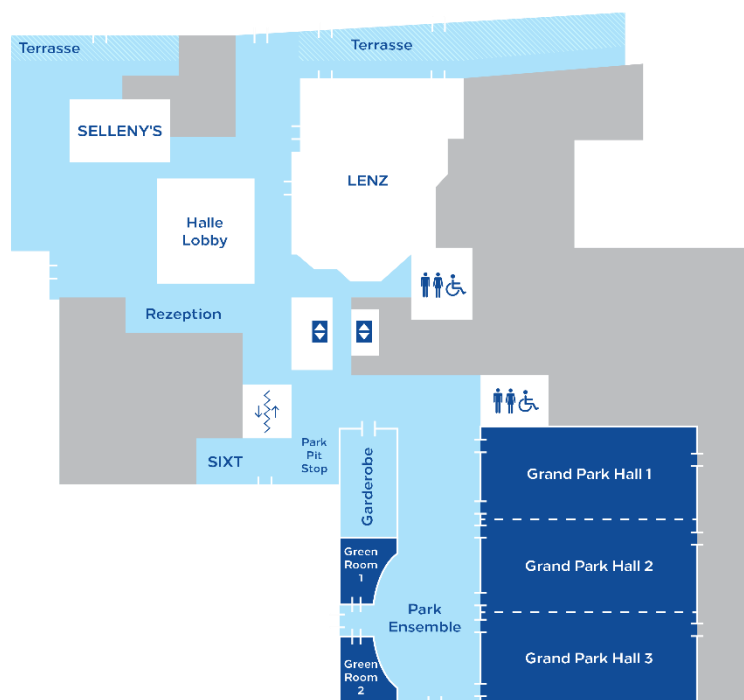 Terrasse
Terrasse
SELLENY'S
LENZ
Halle
Lobby
Rezeption
SIXT
Park
Pit
Stop
Garderobe
Grand Park Hall 1
Green
Room
1
Grand Park Hall 2
Park
Ensemble
Green
Room
2
Grand Park Hall 3